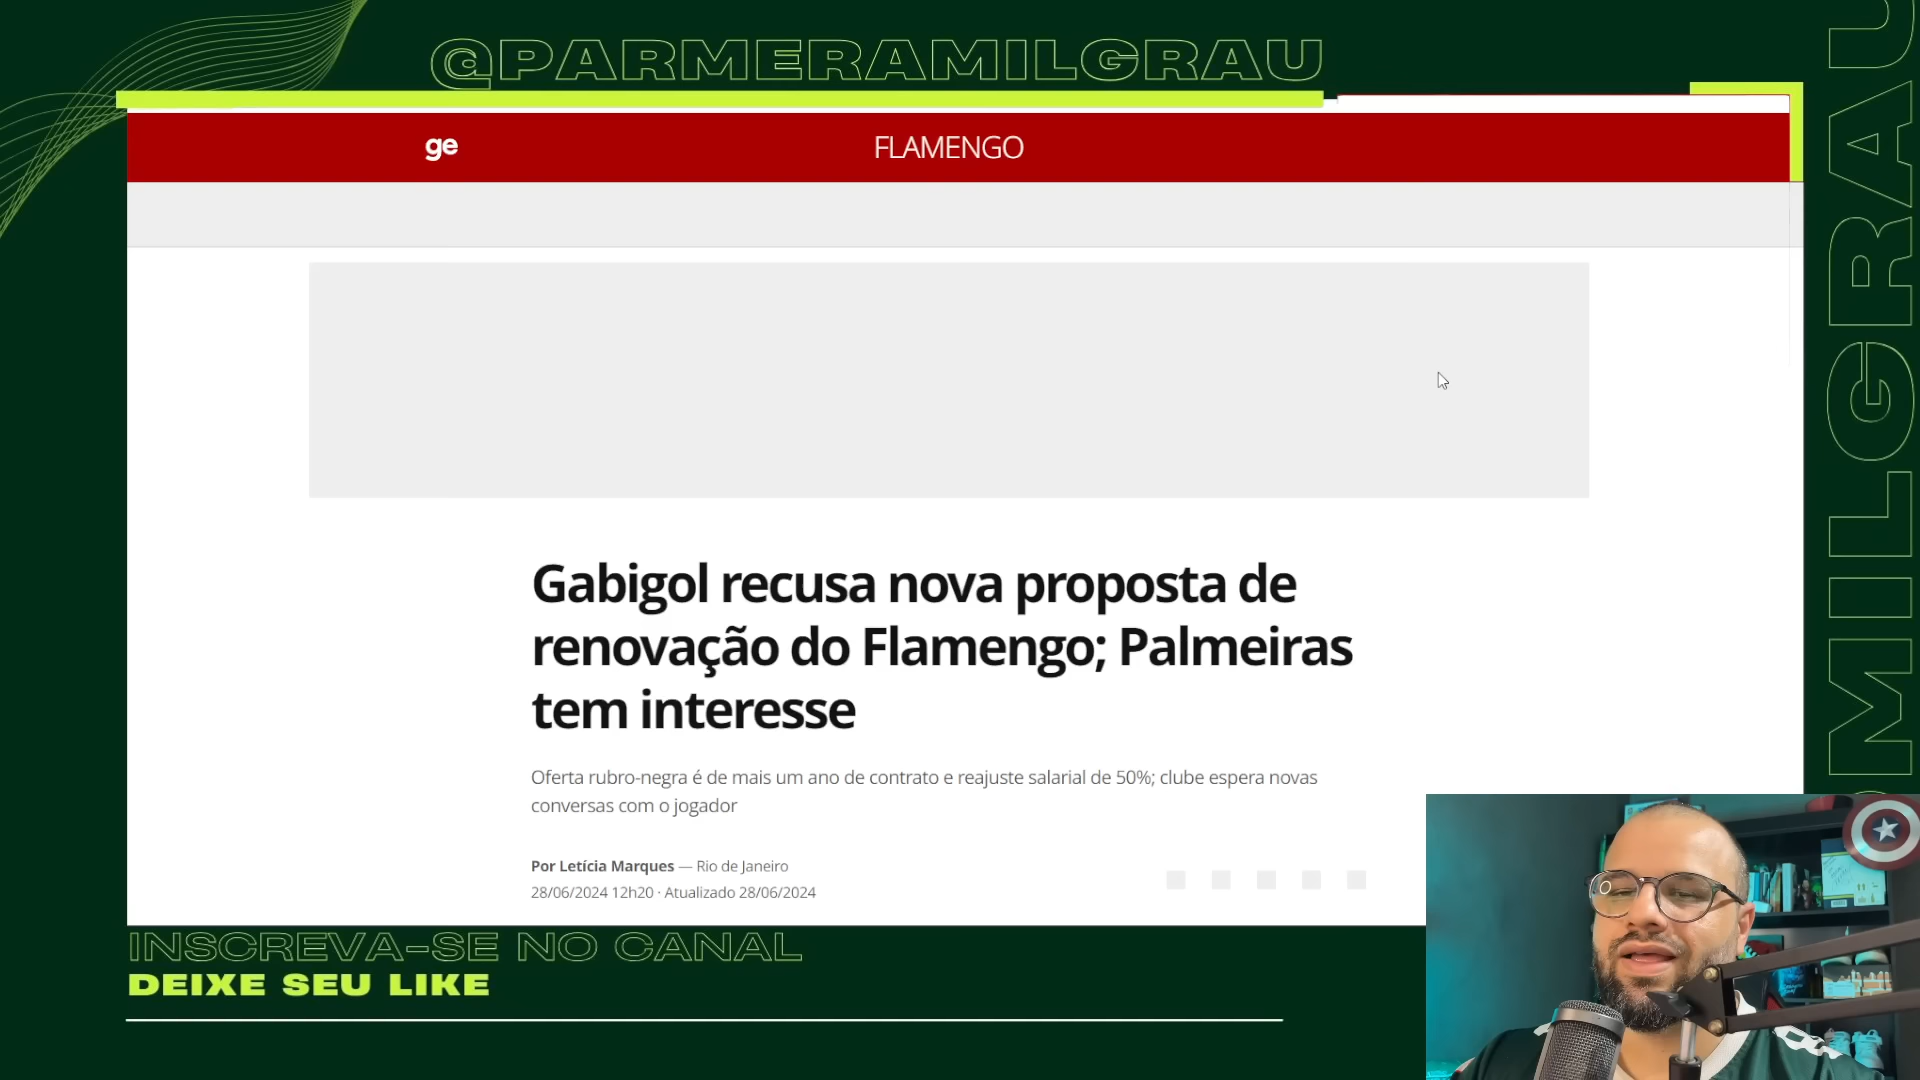 @PARMERAMILGRAU
ge
FLAMENGO
Gabigol recusa nova proposta de
renovação do Flamengo; Palmeiras
tem interesse
Oferta rubro-negra é de mais um ano de contrato e reajuste salarial de 50%; clube espera novas
conversas com o jogador
Por Letícia Marques — Rio de Janeiro
28/06/2024 12h20 · Atualizado 28/06/2024
INSCREVA-SE NO CANAL
DEIXE SEU LIKE
OMILGRAU